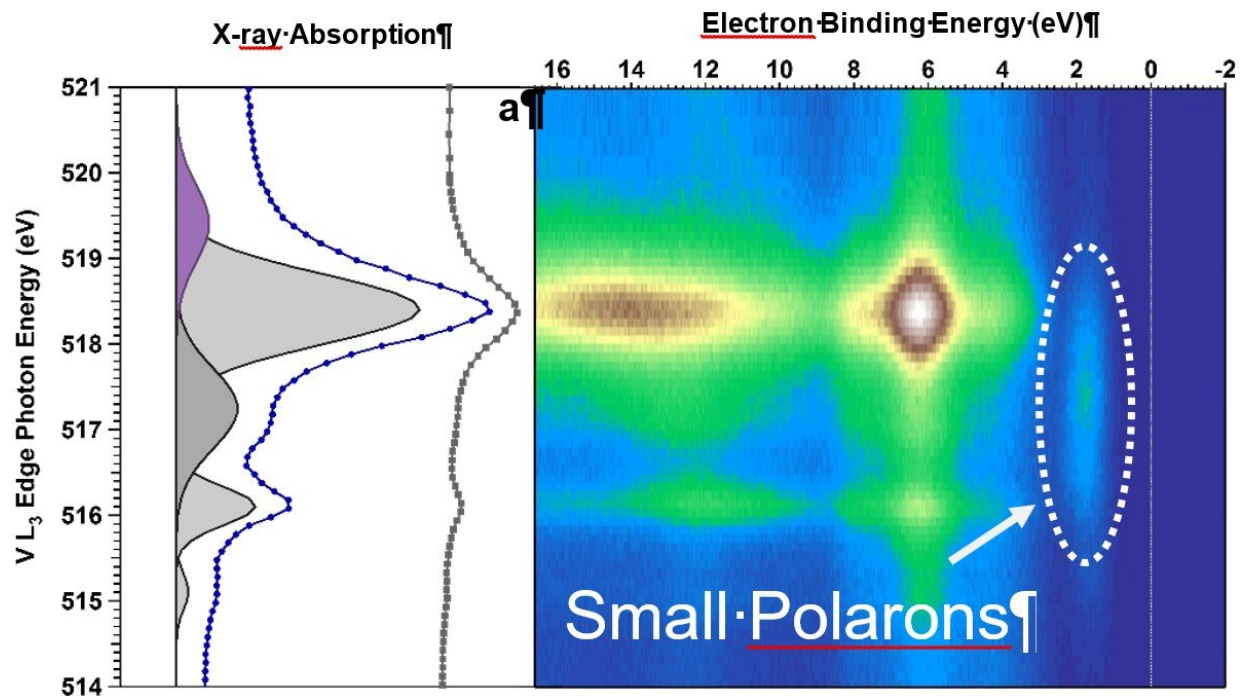 X-ray·Absorption¶
Electron·Binding·Energy·(eV)¶
16 14 12 10 8 6 4 2 0 -2
a¶
521
520
519
518
517
516
515
514
V L₃ Edge Photon Energy (eV)
Small·Polarons¶